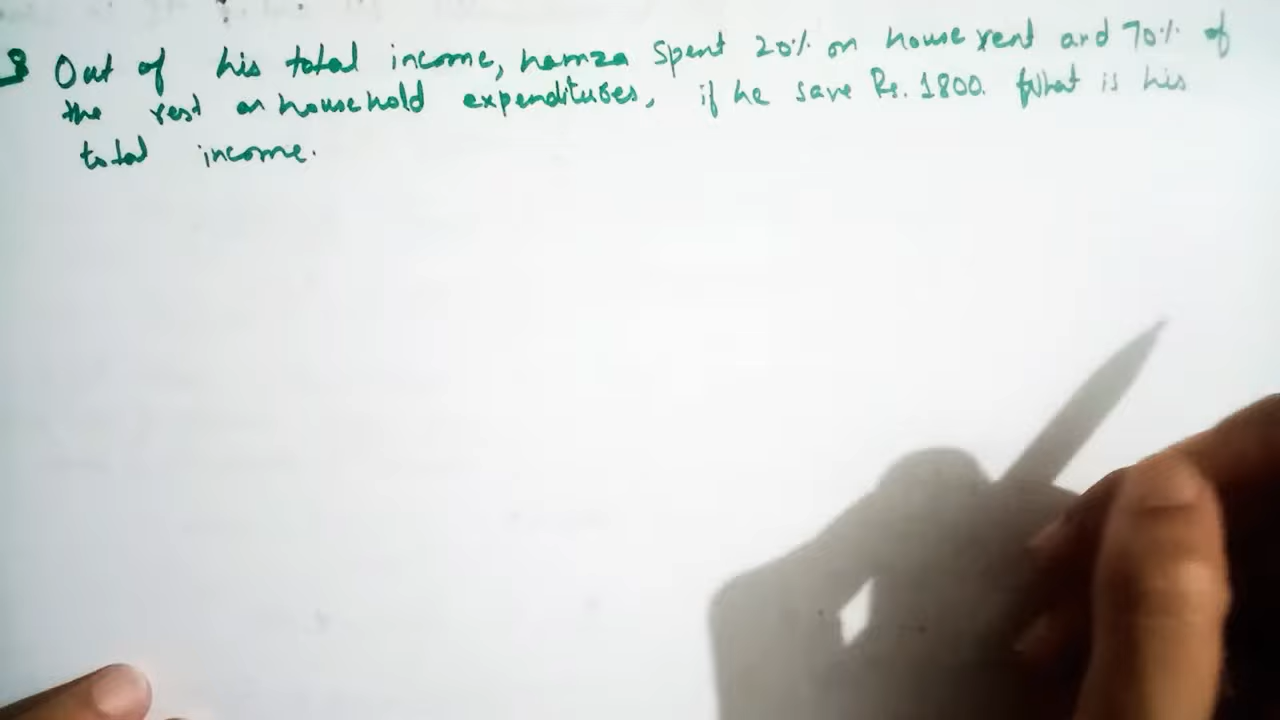 Out of his total income, hamza spent 20% on house rent and 70% of
the rest on household expenditures, if he save Rs. 1800. What is his
total income.